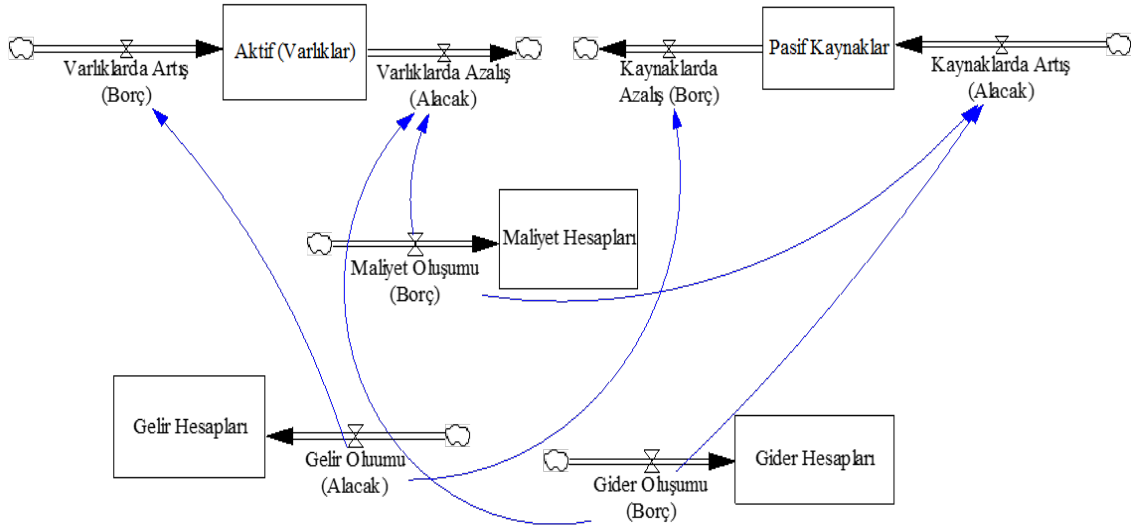 Aktif (Varlıklar)
Pasif Kaynaklar
Varlıklarda Artış
(Borç)
Varlıklarda Azalış
(Alacak)
Kaynaklarda
Azalış (Borç)
Kaynaklarda Artış
(Alacak)
Maliyet Hesapları
Maliyet Oluşumu
(Borç)
Gelir Hesapları
Gelir Oluumu
(Alacak)
Gider Hesapları
Gider Oluşumu
(Borç)